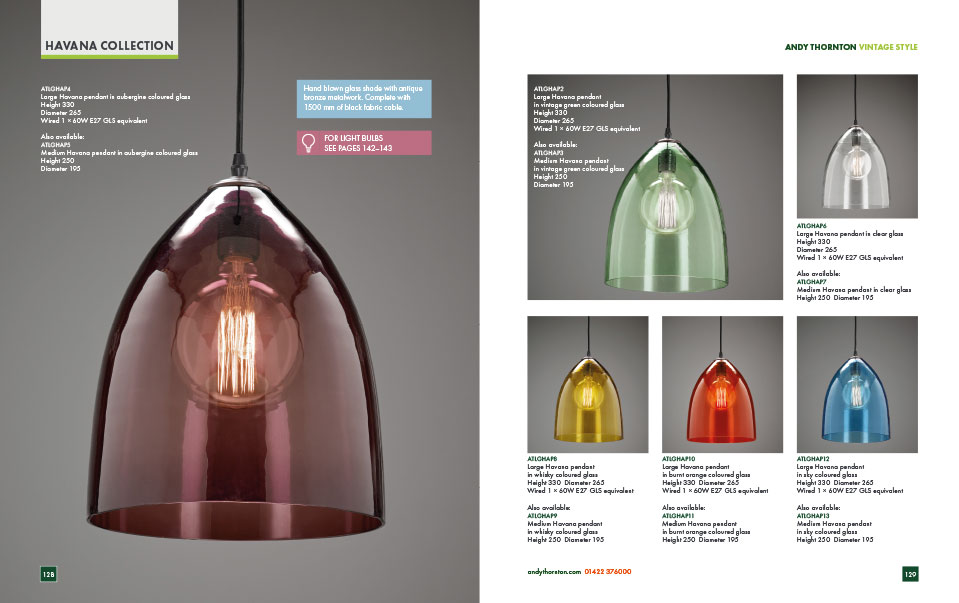 HAVANA COLLECTION
ATLGHAP4
Large Havana pendant in aubergine coloured glass
Height 330
Diameter 265
Wired 1 × 60W E27 GLS equivalent
Also available:
ATLGHAP5
Medium Havana pendant in aubergine coloured glass
Height 250
Diameter 195
Hand blown glass shade with antique
bronze metalwork. Complete with
1500 mm of black fabric cable.
FOR LIGHT BULBS
SEE PAGES 142–143
128
ANDY THORNTON VINTAGE STYLE
ATLGHAP2
Large Havana pendant
in vintage green coloured glass
Height 330
Diameter 265
Wired 1 × 60W E27 GLS equivalent
Also available:
ATLGHAP3
Medium Havana pendant
in vintage green coloured glass
Height 250
Diameter 195
ATLGHAP6
Large Havana pendant in clear glass
Height 330
Diameter 265
Wired 1 × 60W E27 GLS equivalent
Also available:
ATLGHAP7
Medium Havana pendant in clear glass
Height 250 Diameter 195
ATLGHAP8
Large Havana pendant
in whisky coloured glass
Height 330 Diameter 265
Wired 1 × 60W E27 GLS equivalent
Also available:
ATLGHAP9
Medium Havana pendant
in whisky coloured glass
Height 250 Diameter 195
ATLGHAP10
Large Havana pendant
in burnt orange coloured glass
Height 330 Diameter 265
Wired 1 × 60W E27 GLS equivalent
Also available:
ATLGHAP11
Medium Havana pendant
in burnt orange coloured glass
Height 250 Diameter 195
ATLGHAP12
Large Havana pendant
in sky coloured glass
Height 330 Diameter 265
Wired 1 × 60W E27 GLS equivalent
Also available:
ATLGHAP13
Medium Havana pendant
in sky coloured glass
Height 250 Diameter 195
andythornton.com 01422 376000
129